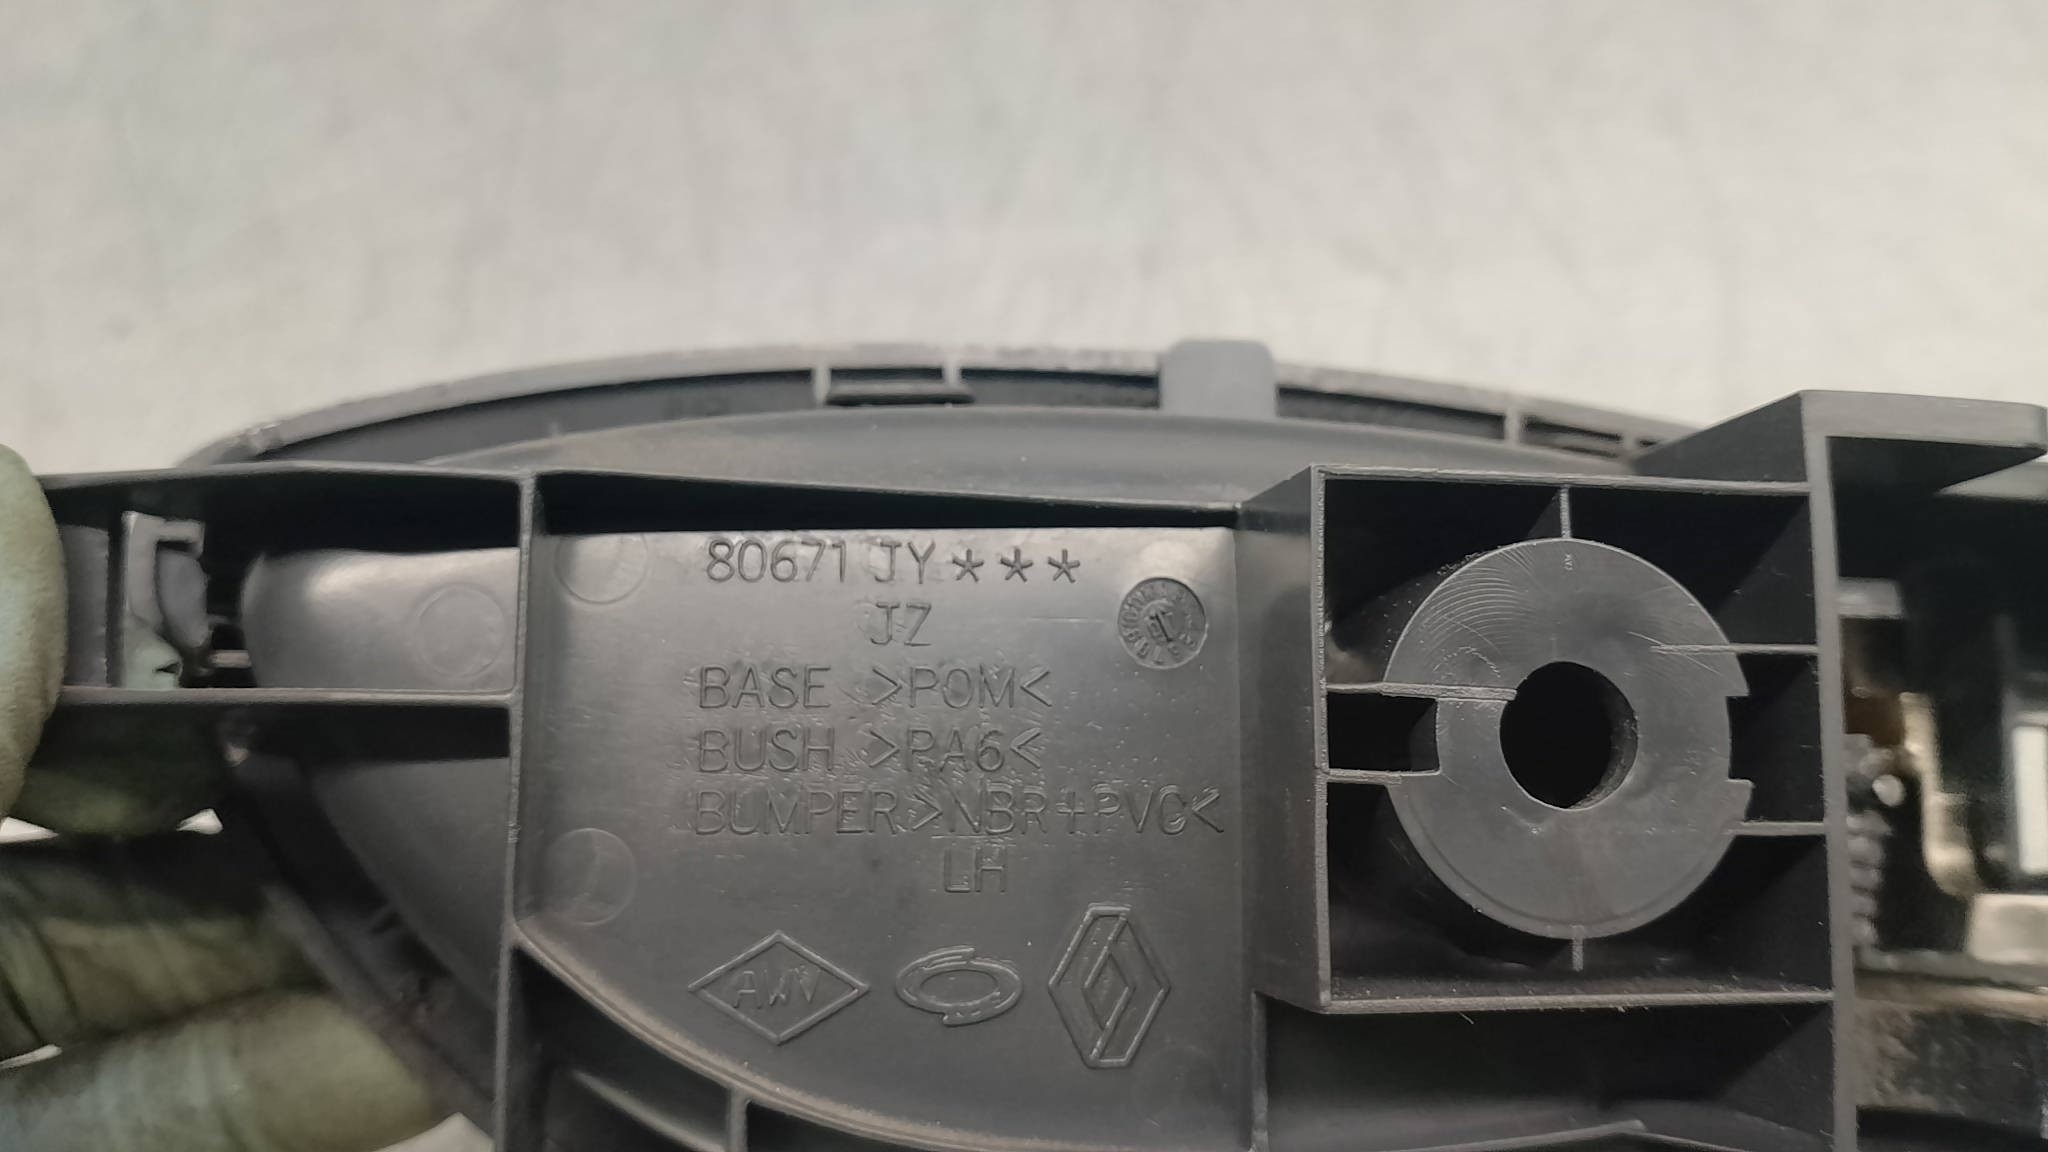 80671 JY***
JZ
BASE >POM<
BUSH >PA6<
BUMPER>NBR+PVC<
LH